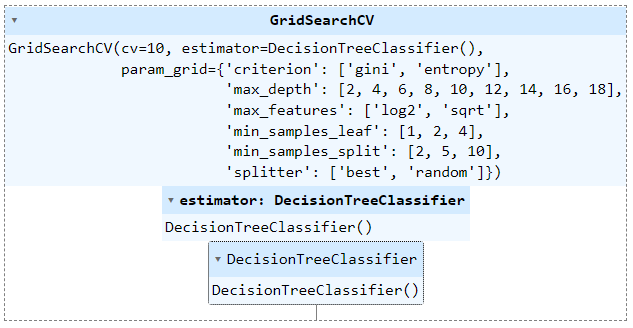 GridSearchCV
GridSearchCV(cv=10, estimator=DecisionTreeClassifier(),
             param_grid={'criterion': ['gini', 'entropy'],
                         'max_depth': [2, 4, 6, 8, 10, 12, 14, 16, 18],
                         'max_features': ['log2', 'sqrt'],
                         'min_samples_leaf': [1, 2, 4],
                         'min_samples_split': [2, 5, 10],
                         'splitter': ['best', 'random']})
estimator: DecisionTreeClassifier
DecisionTreeClassifier()
DecisionTreeClassifier
DecisionTreeClassifier()